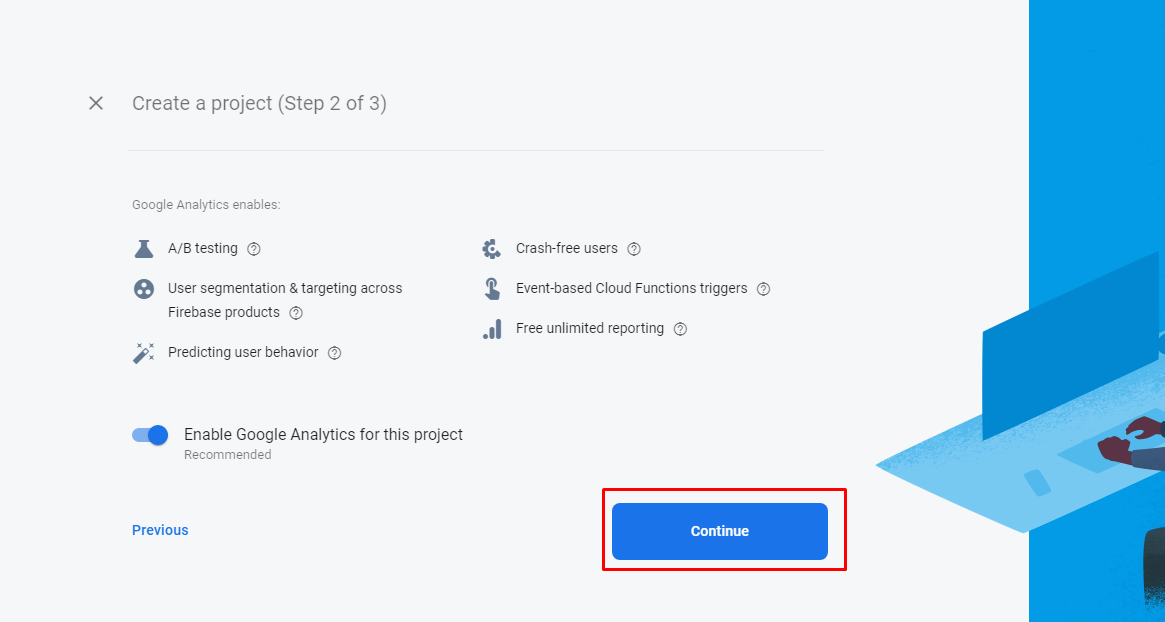 Create a project (Step 2 of 3)
Google Analytics enables:
A/B testing
User segmentation & targeting across
Firebase products
Predicting user behavior
Crash-free users
Event-based Cloud Functions triggers
Free unlimited reporting
Enable Google Analytics for this project
Recommended
Previous
Continue